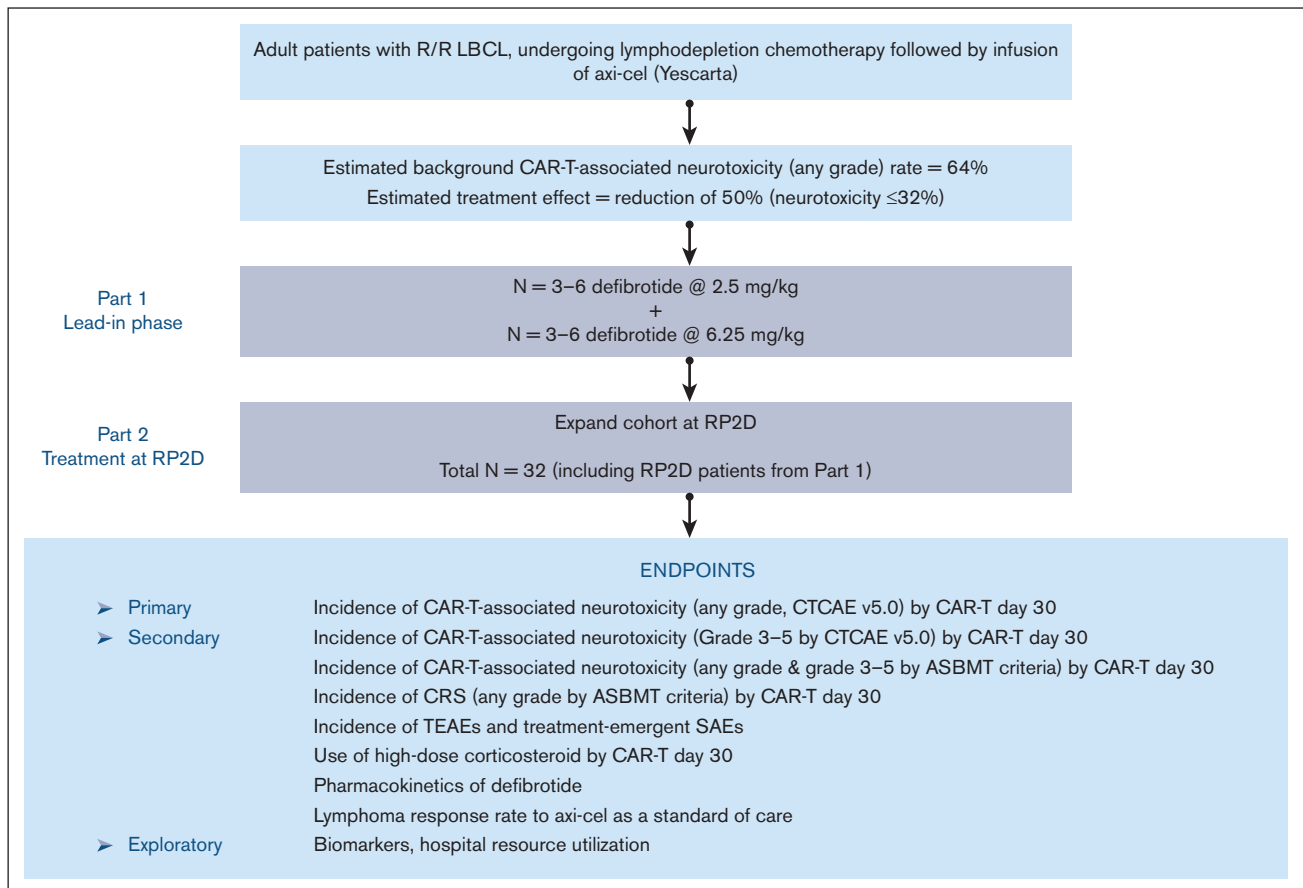 Adult patients with R/R LBCL, undergoing lymphodepletion chemotherapy followed by infusion
of axi-cel (Yescarta)
Estimated background CAR-T-associated neurotoxicity (any grade) rate = 64%
Estimated treatment effect = reduction of 50% (neurotoxicity ≤32%)
Part 1
Lead-in phase
N = 3–6 defibrotide @ 2.5 mg/kg
+
N = 3–6 defibrotide @ 6.25 mg/kg
Part 2
Treatment at RP2D
Expand cohort at RP2D
Total N = 32 (including RP2D patients from Part 1)
ENDPOINTS
➢ Primary Incidence of CAR-T-associated neurotoxicity (any grade, CTCAE v5.0) by CAR-T day 30
➢ Secondary Incidence of CAR-T-associated neurotoxicity (Grade 3–5 by CTCAE v5.0) by CAR-T day 30
Incidence of CAR-T-associated neurotoxicity (any grade & grade 3–5 by ASBMT criteria) by CAR-T day 30
Incidence of CRS (any grade by ASBMT criteria) by CAR-T day 30
Incidence of TEAEs and treatment-emergent SAEs
Use of high-dose corticosteroid by CAR-T day 30
Pharmacokinetics of defibrotide
Lymphoma response rate to axi-cel as a standard of care
➢ Exploratory Biomarkers, hospital resource utilization